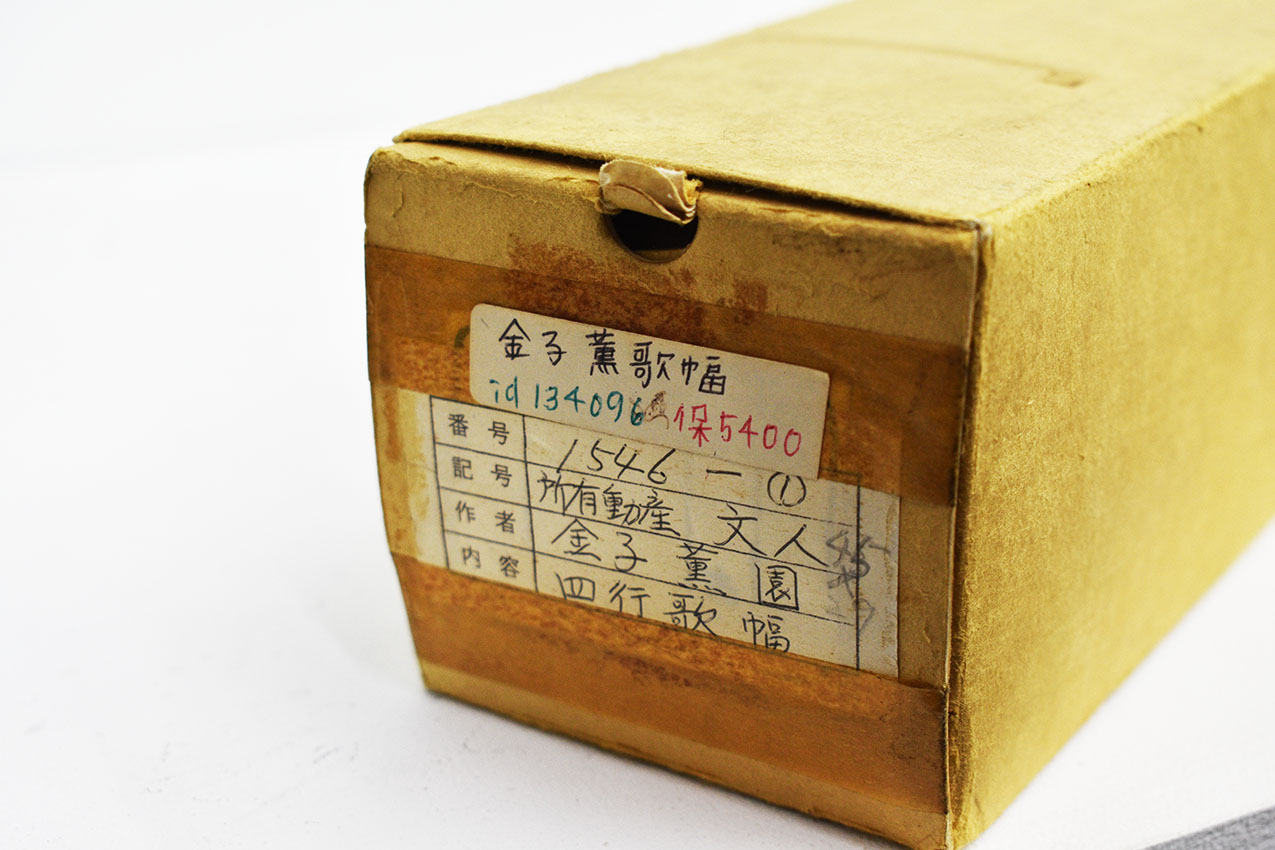 金子薫歌幅
id 134096 保5400
番号 1546-①
記号 所有動産 文人
作者 金子薫園
内容 四行歌幅